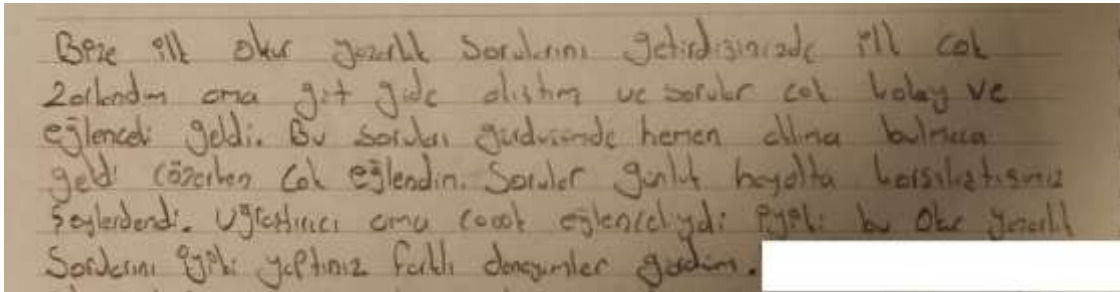 Bize ilk okur yazarlık sorularını getirdiğinizde ilk çok
zorlandım ama git gide alıştım ve sorular çok kolay ve
eğlenceli geldi. Bu soruları gördüğümde hemen aklıma bulmaca
geldi çözerken çok eğlendim. Sorular günlük hayatta karşılaştığımız
şeylerdendi. Uğraştırıcı ama çoook eğlenceliydi iyiki bu okur yazarlık
Sorularını iyiki yaptınız farklı deneyimler gördüm.